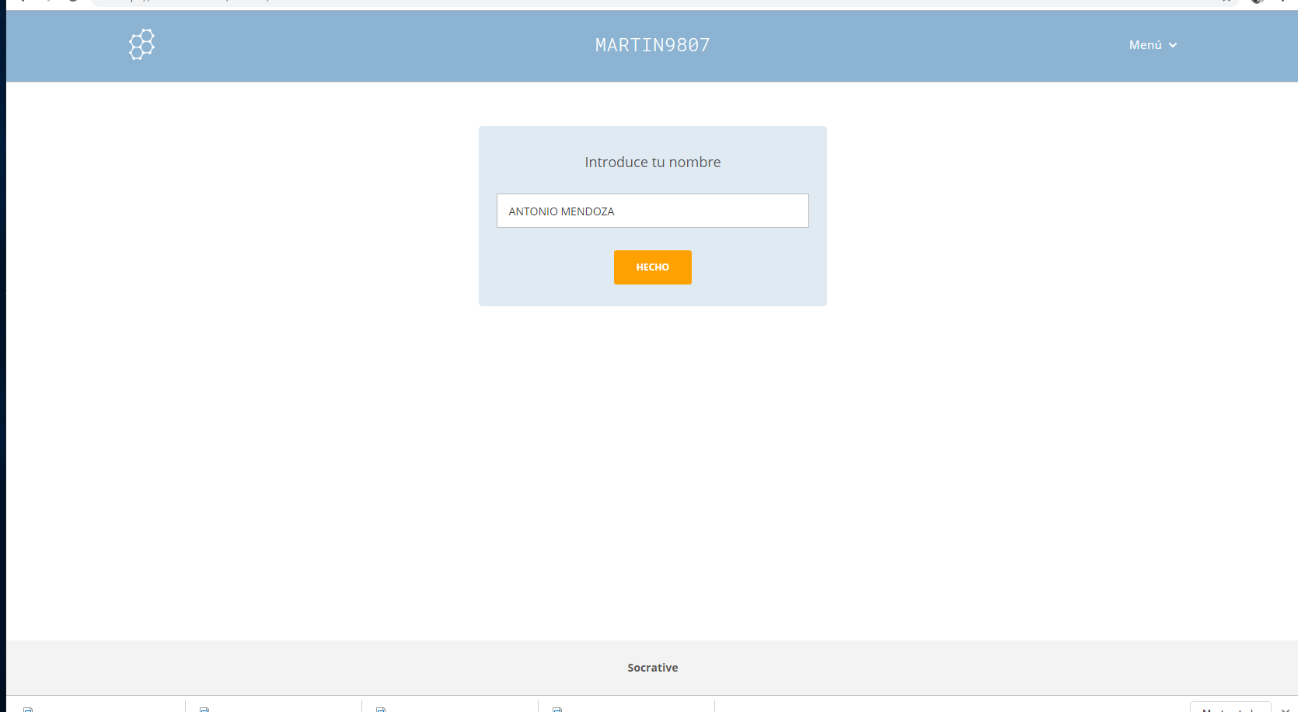 MARTIN9807
Menú
Introduce tu nombre
ANTONIO MENDOZA
HECHO
Socrative